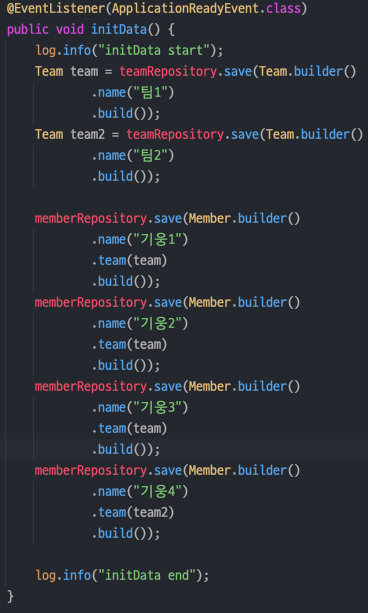 @EventListener(ApplicationReadyEvent.class)
public void initData() {
log.info("initData start");
Team team = teamRepository.save(Team.builder()
.name("팀1")
.build());
Team team2 = teamRepository.save(Team.builder()
.name("팀2")
.build());
memberRepository.save(Member.builder()
.name("기웅1")
.team(team)
.build());
memberRepository.save(Member.builder()
.name("기웅2")
.team(team)
.build());
memberRepository.save(Member.builder()
.name("기웅3")
.team(team)
.build());
memberRepository.save(Member.builder()
.name("기웅4")
.team(team2)
.build());
log.info("initData end");
}